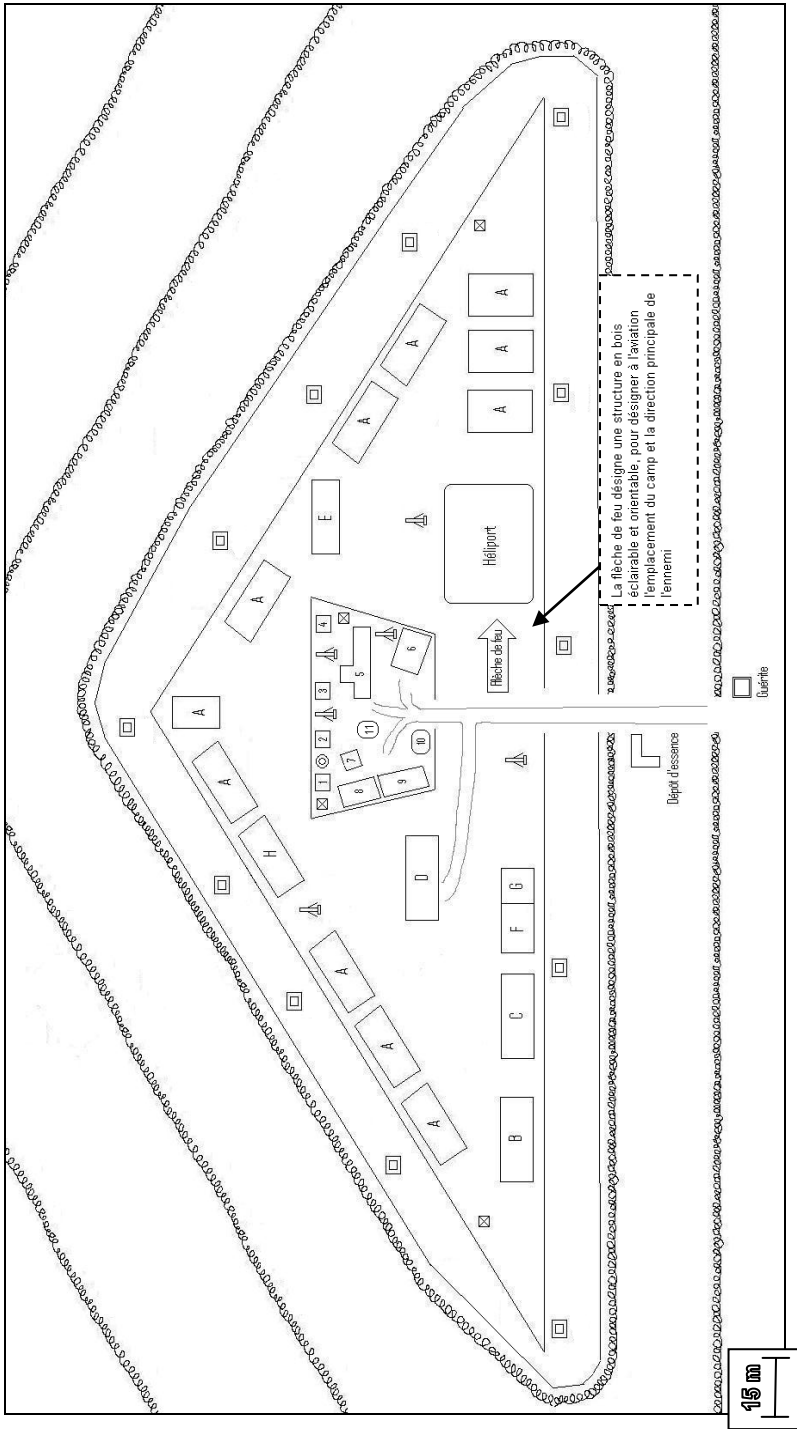 A
A
A
H
1 2 3 4
E
A
8
7
11
5
A
A
9
6
A
10
D
A
Flèche de feu
Héliport
A A A
B C F G
La flèche de feu désigne une structure en bois
éclairable et orientable, pour désigner à l'aviation
l'emplacement du camp et la direction principale de
l'ennemi
Dépôt d'essence
Guérite
15 m